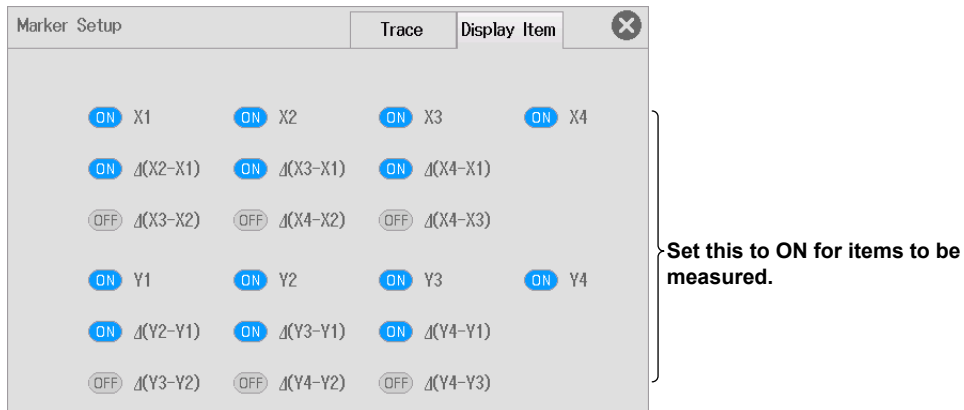 Marker Setup Trace Display Item
ON X1 ON X2 ON X3 ON X4
ON Δ(X2-X1) ON Δ(X3-X1) ON Δ(X4-X1)
OFF Δ(X3-X2) OFF Δ(X4-X2) OFF Δ(X4-X3)
Set this to ON for items to be
measured.
ON Y1 ON Y2 ON Y3 ON Y4
ON Δ(Y2-Y1) ON Δ(Y3-Y1) ON Δ(Y4-Y1)
OFF Δ(Y3-Y2) OFF Δ(Y4-Y2) OFF Δ(Y4-Y3)